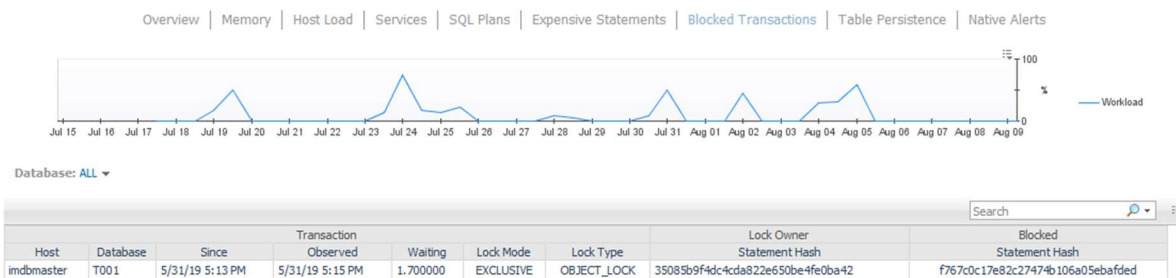 Overview | Memory | Host Load | Services | SQL Plans | Expensive Statements | Blocked Transactions | Table Persistence | Native Alerts
100
%
Workload
0
Jul 15 Jul 16 Jul 17 Jul 18 Jul 19 Jul 20 Jul 21 Jul 22 Jul 23 Jul 24 Jul 25 Jul 26 Jul 27 Jul 28 Jul 29 Jul 30 Jul 31 Aug 01 Aug 02 Aug 03 Aug 04 Aug 05 Aug 06 Aug 07 Aug 08 Aug 09
Database: ALL
Search
Transaction Lock Owner Blocked
Host Database Since Observed Waiting Lock Mode Lock Type Statement Hash Statement Hash
imdbmaster T001 5/31/19 5:13 PM 5/31/19 5:15 PM 1.700000 EXCLUSIVE OBJECT_LOCK 35085b9f4dc4cda822e650be4fe0ba42 f767c0c17e82c27474b106a05ebafded